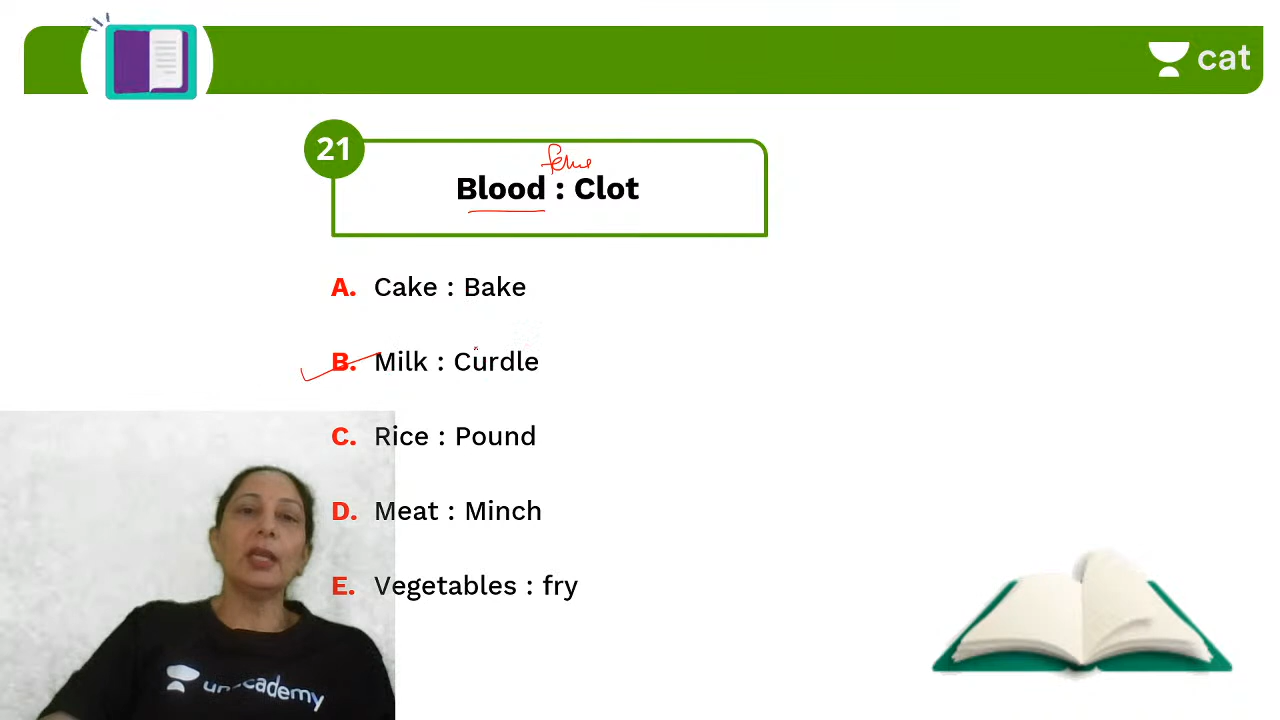 cat
21
Blood : Clot
A. Cake : Bake
B. Milk : Curdle
C. Rice : Pound
D. Meat : Minch
E. Vegetables : fry
unacademy